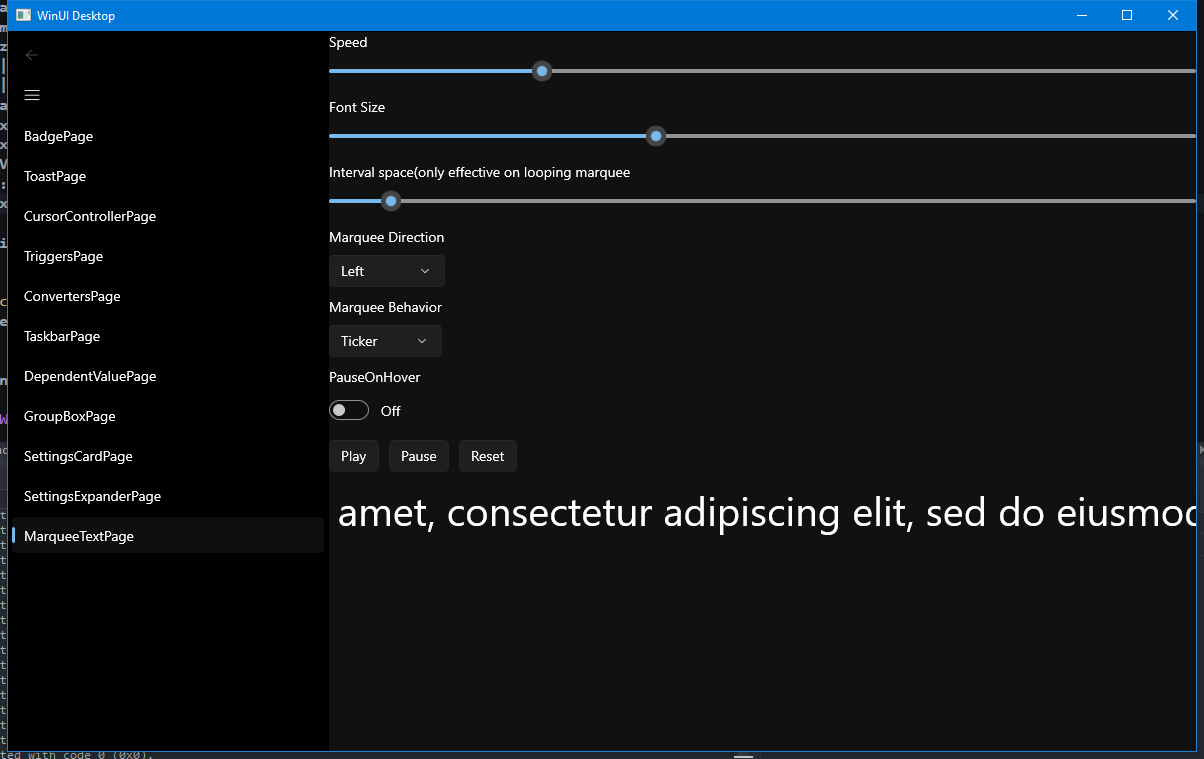 WinUI Desktop
BadgePage
ToastPage
CursorControllerPage
TriggersPage
ConvertersPage
TaskbarPage
DependentValuePage
GroupBoxPage
SettingsCardPage
SettingsExpanderPage
MarqueeTextPage
Speed
Font Size
Interval space(only effective on looping marquee
Marquee Direction
Left
Marquee Behavior
Ticker
PauseOnHover
Off
Play Pause Reset
amet, consectetur adipiscing elit, sed do eiusmod
ted with code 0 (0x0).